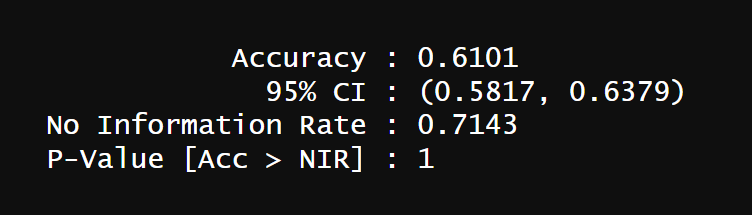 Accuracy : 0.6101
95% CI : (0.5817, 0.6379)
No Information Rate : 0.7143
P-Value [Acc > NIR] : 1